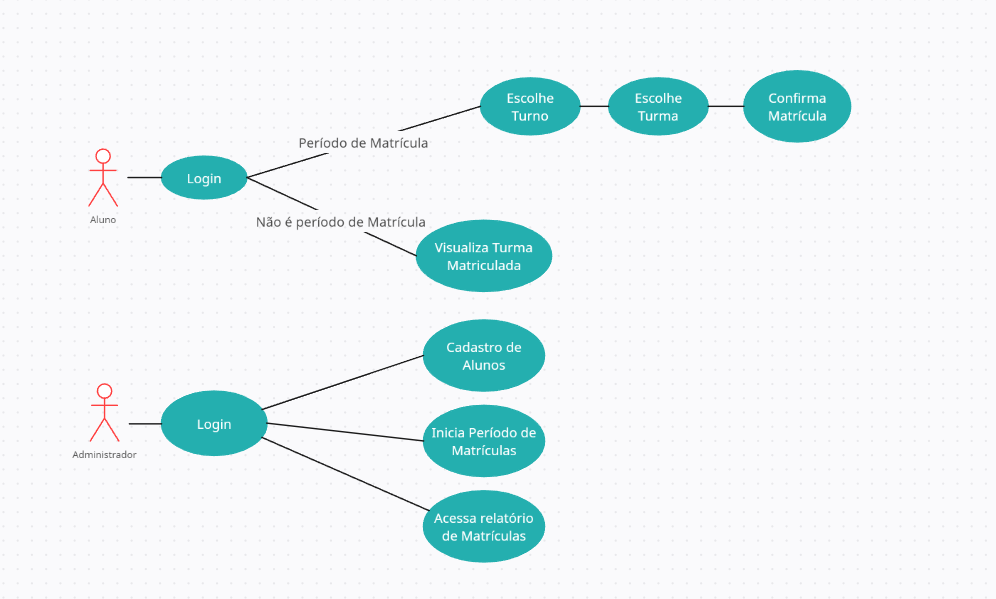 Escolhe
Turno
Escolhe
Turma
Confirma
Matrícula
Período de Matrícula
Login
Aluno
Não é período de Matrícula
Visualiza Turma
Matriculada
Cadastro de
Alunos
Login
Administrador
Inicia Período de
Matrículas
Acessa relatório
de Matrículas